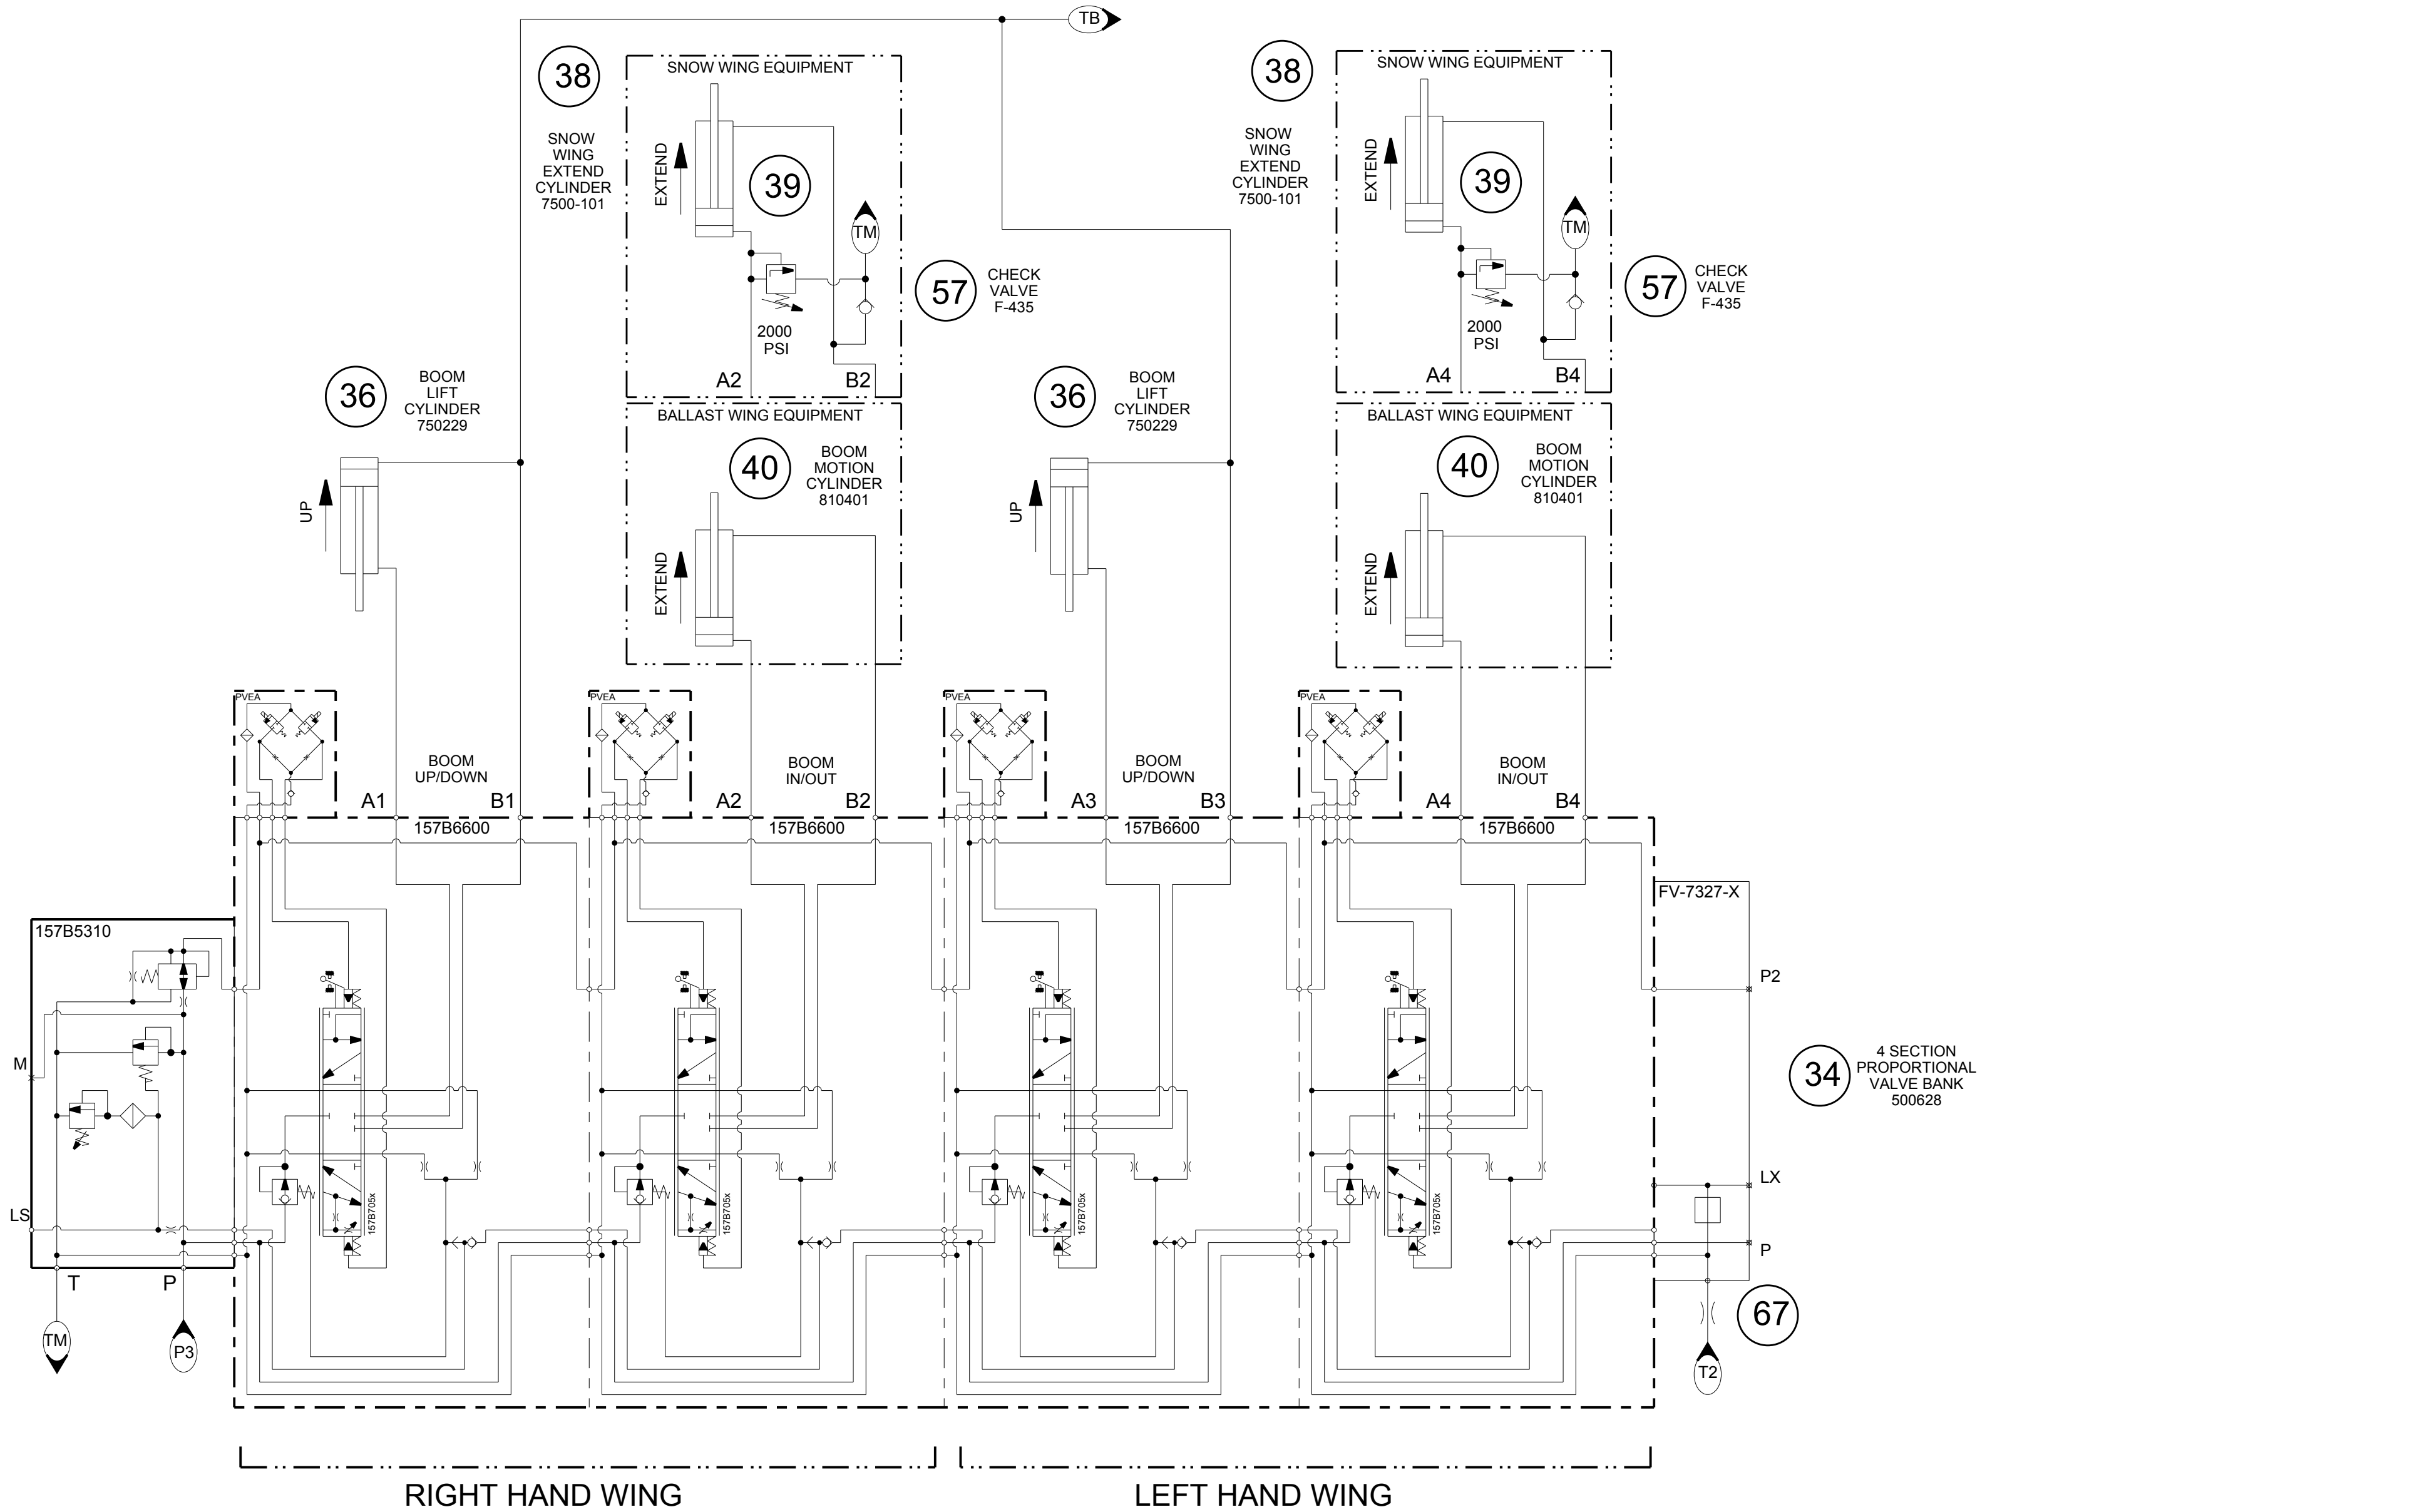 TB
38
SNOW
WING
EXTEND
CYLINDER
7500-101
SNOW WING EQUIPMENT
EXTEND
39
TM
2000
PSI
A2
B2
57
CHECK
VALVE
F-435
38
SNOW
WING
EXTEND
CYLINDER
7500-101
SNOW WING EQUIPMENT
EXTEND
39
TM
2000
PSI
A4
B4
57
CHECK
VALVE
F-435
36
BOOM
LIFT
CYLINDER
750229
UP
BALLAST WING EQUIPMENT
40
BOOM
MOTION
CYLINDER
810401
EXTEND
36
BOOM
LIFT
CYLINDER
750229
UP
BALLAST WING EQUIPMENT
40
BOOM
MOTION
CYLINDER
810401
EXTEND
PVEA
BOOM
UP/DOWN
A1
B1
157B6600
PVEA
BOOM
IN/OUT
A2
B2
157B6600
PVEA
BOOM
UP/DOWN
A3
B3
157B6600
PVEA
BOOM
IN/OUT
A4
B4
157B6600
157B5310
M
LS
T
P
TM
P3
157B705x
157B705x
157B705x
157B705x
FV-7327-X
P2
LX
P
34
4 SECTION
PROPORTIONAL
VALVE BANK
500628
67
T2
RIGHT HAND WING
LEFT HAND WING